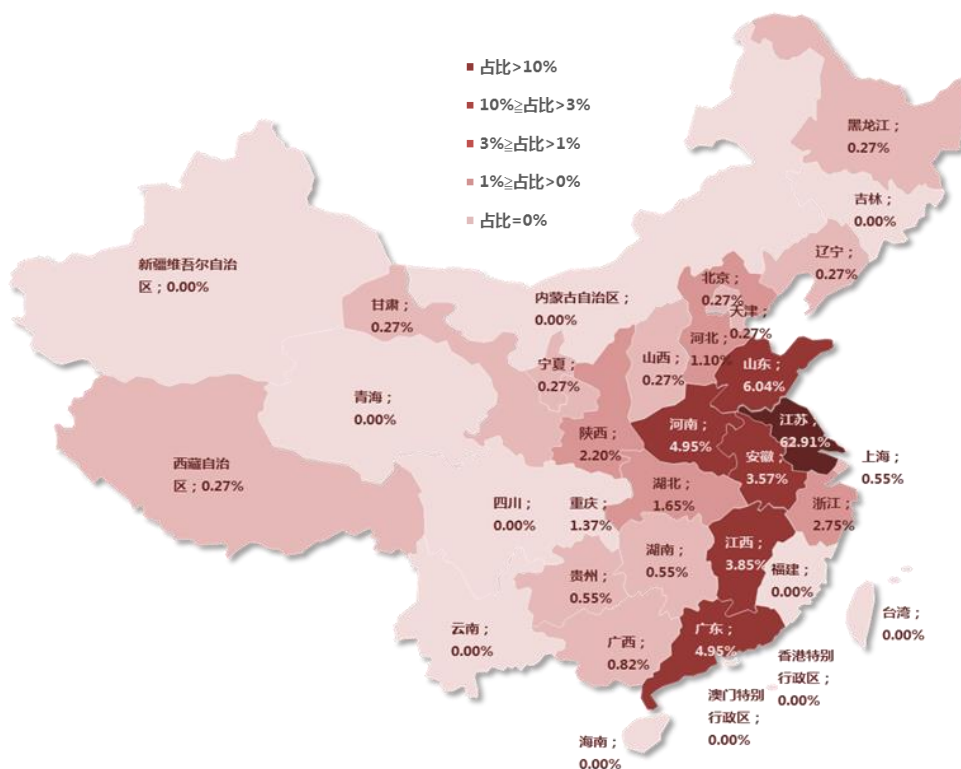 占比>10%
10%≧占比>3%
3%≧占比>1%
1%≧占比>0%
占比=0%
黑龙江；
0.27%
吉林；
0.00%
辽宁；
0.27%
新疆维吾尔自治
区；0.00%
甘肃；
0.27%
内蒙古自治区；
0.00%
北京；
0.27%
天津；
0.27%
河北；
1.10%
山西；
0.27%
宁夏；
0.27%
山东；
6.04%
青海；
0.00%
陕西；
2.20%
河南；
4.95%
江苏；
62.91%
安徽；
3.57%
上海；
0.55%
西藏自治
区；0.27%
四川；
0.00%
重庆；
1.37%
湖北；
1.65%
浙江；
2.75%
江西；
3.85%
湖南；
0.55%
贵州；
0.55%
福建；
0.00%
云南；
0.00%
广西；
0.82%
广东；
4.95%
台湾；
0.00%
香港特别
行政区；
0.00%
澳门特别
行政区；
0.00%
海南；
0.00%